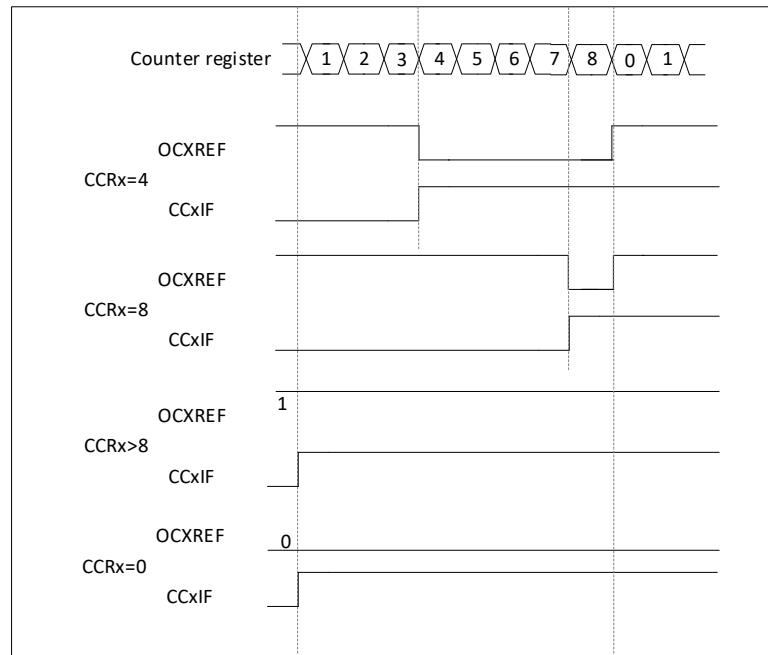 Counter register 1 2 3 4 5 6 7 8 0 1
OCXREF
CCRx=4
CCxIF
OCXREF
CCRx=8
CCxIF
1
OCXREF
CCRx>8
CCxIF
OCXREF 0
CCRx=0
CCxIF